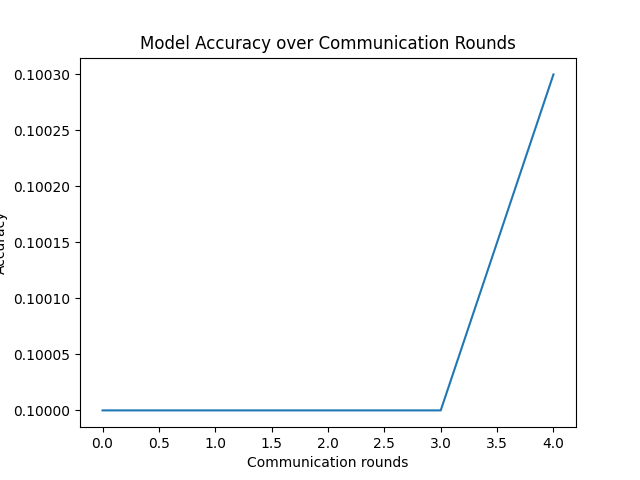 Model Accuracy over Communication Rounds
0.10030
0.10025
0.10020
0.10015
0.10010
0.10005
0.10000
Accuracy
0.0 0.5 1.0 1.5 2.0 2.5 3.0 3.5 4.0
Communication rounds